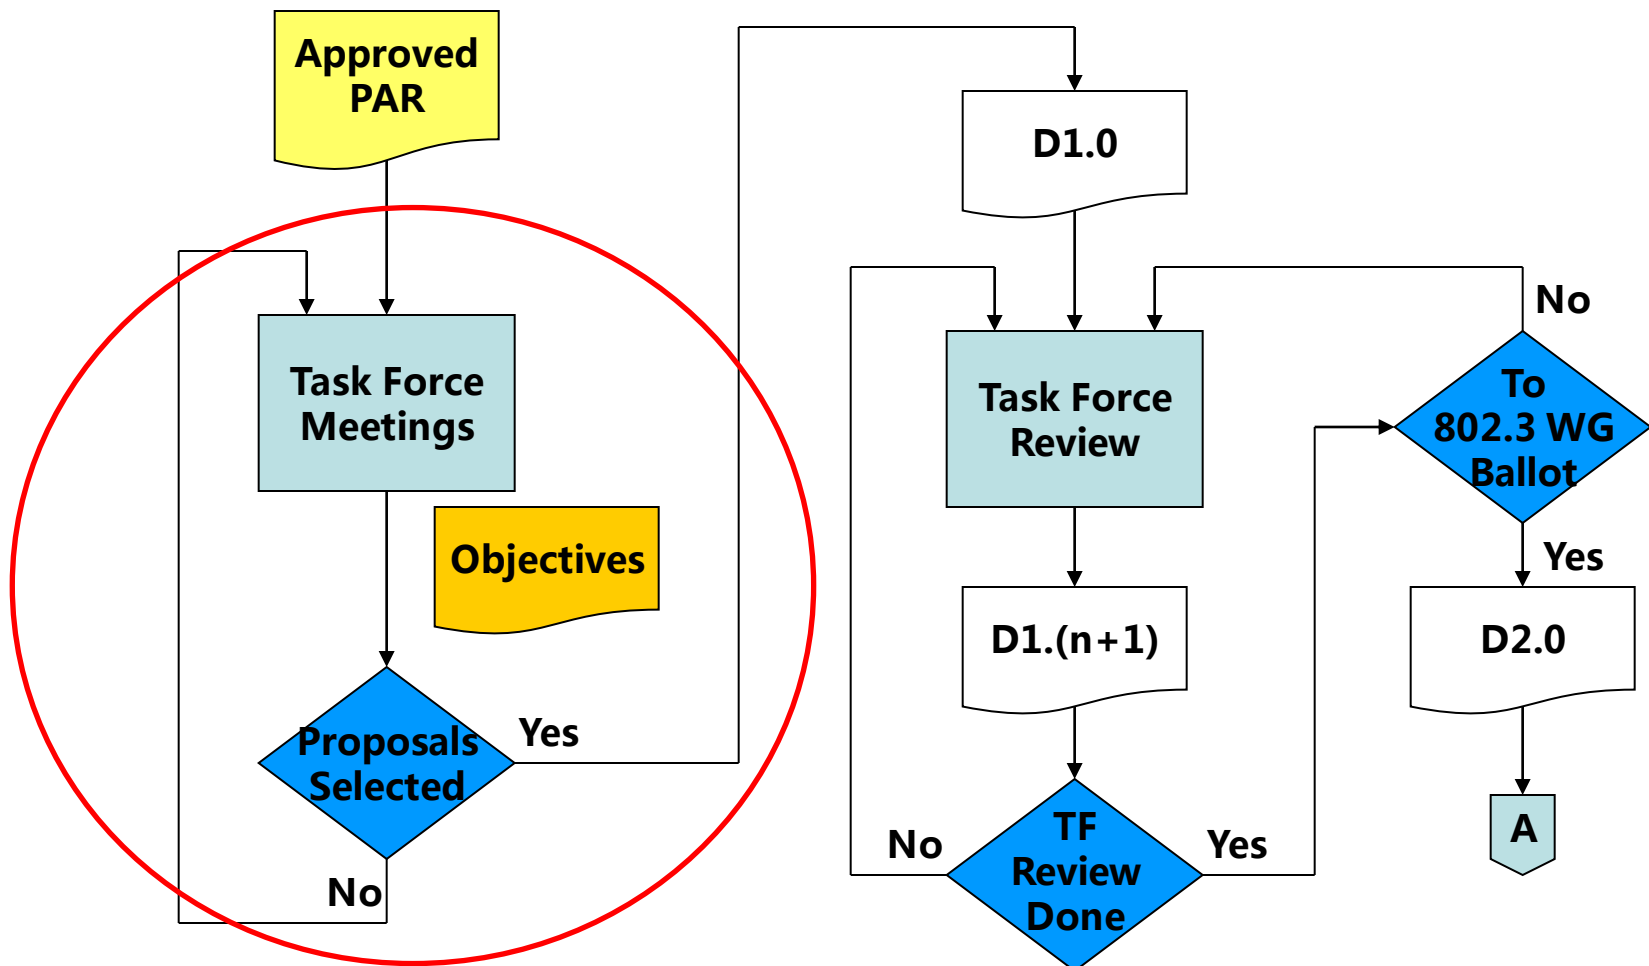 Approved
PAR
Task Force
Meetings
Objectives
Proposals
Selected
Yes
No
D1.0
Task Force
Review
D1.(n+1)
TF
Review
Done
No
Yes
To
802.3 WG
Ballot
No
Yes
D2.0
A